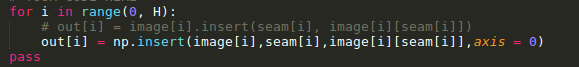 for i in range(0, H):
# out[i] = image[i].insert(seam[i], image[i][seam[i]])
out[i] = np.insert(image[i],seam[i],image[i][seam[i]],axis = 0)
pass